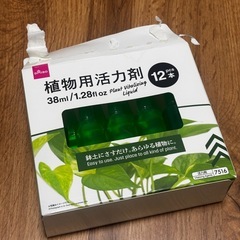 植物用活力剤
38ml/1.28fl oz Plant Vitalizing Liquid
12本
鉢土にさすだけ。あらゆる植物に。
Easy to use. Just place to all kind of plant.
7516